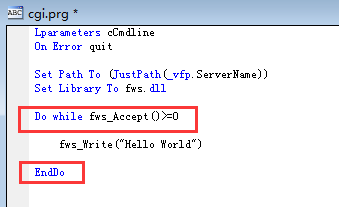 ABC cgi.prg *
Lparameters cCmdline
On Error quit
Set Path To (JustPath(_vfp.ServerName))
Set Library To fws.dll
Do while fws_Accept()>=0
fws_Write("Hello World")
EndDo